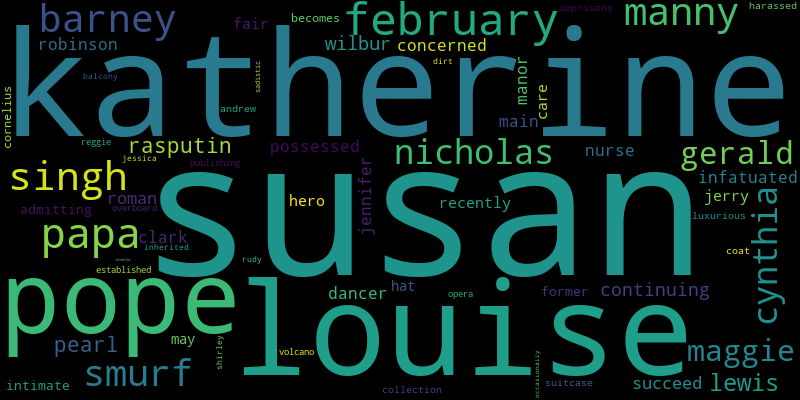 katherine
susan
louise
pope
february
barney
manny
singh
papa
smurf
nicholas
gerald
cynthia
maggie
lewis
rasputin
wilbur
robinson
concerned
fair
becomes
imprisons
harassed
balcony
sadistic
dirt
manor
care
main
andrew
cornelius
reggie
jessica
publishing
possessed
nurse
infatuated
jerry
luxurious
admitting
roman
overboard
clark
inherited
jennifer
hero
recently
established
rudy
coat
dancer
hat
opera
former
continuing
pearl
may
shirley
volcano
intimate
collection
occasionally
suitcase
succeed